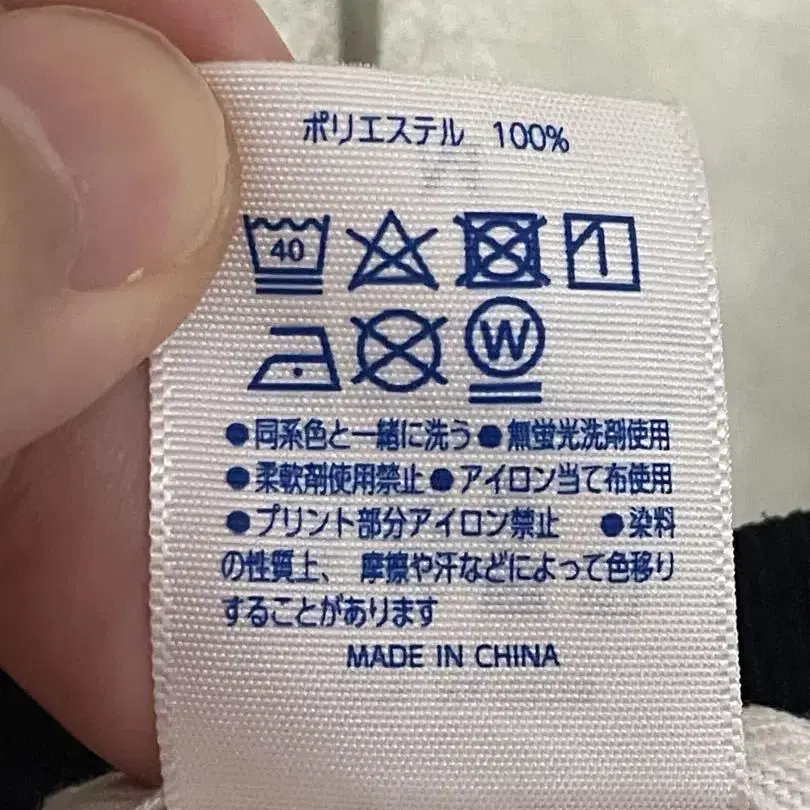 ポリエステル 100%
40
W
●同系色と一緒に洗う●無蛍光洗剤使用
●柔軟剤使用禁止●アイロン当て布使用
●プリント部分アイロン禁止 ●染料
の性質上、摩擦や汗などによって色移り
することがあります
MADE IN CHINA